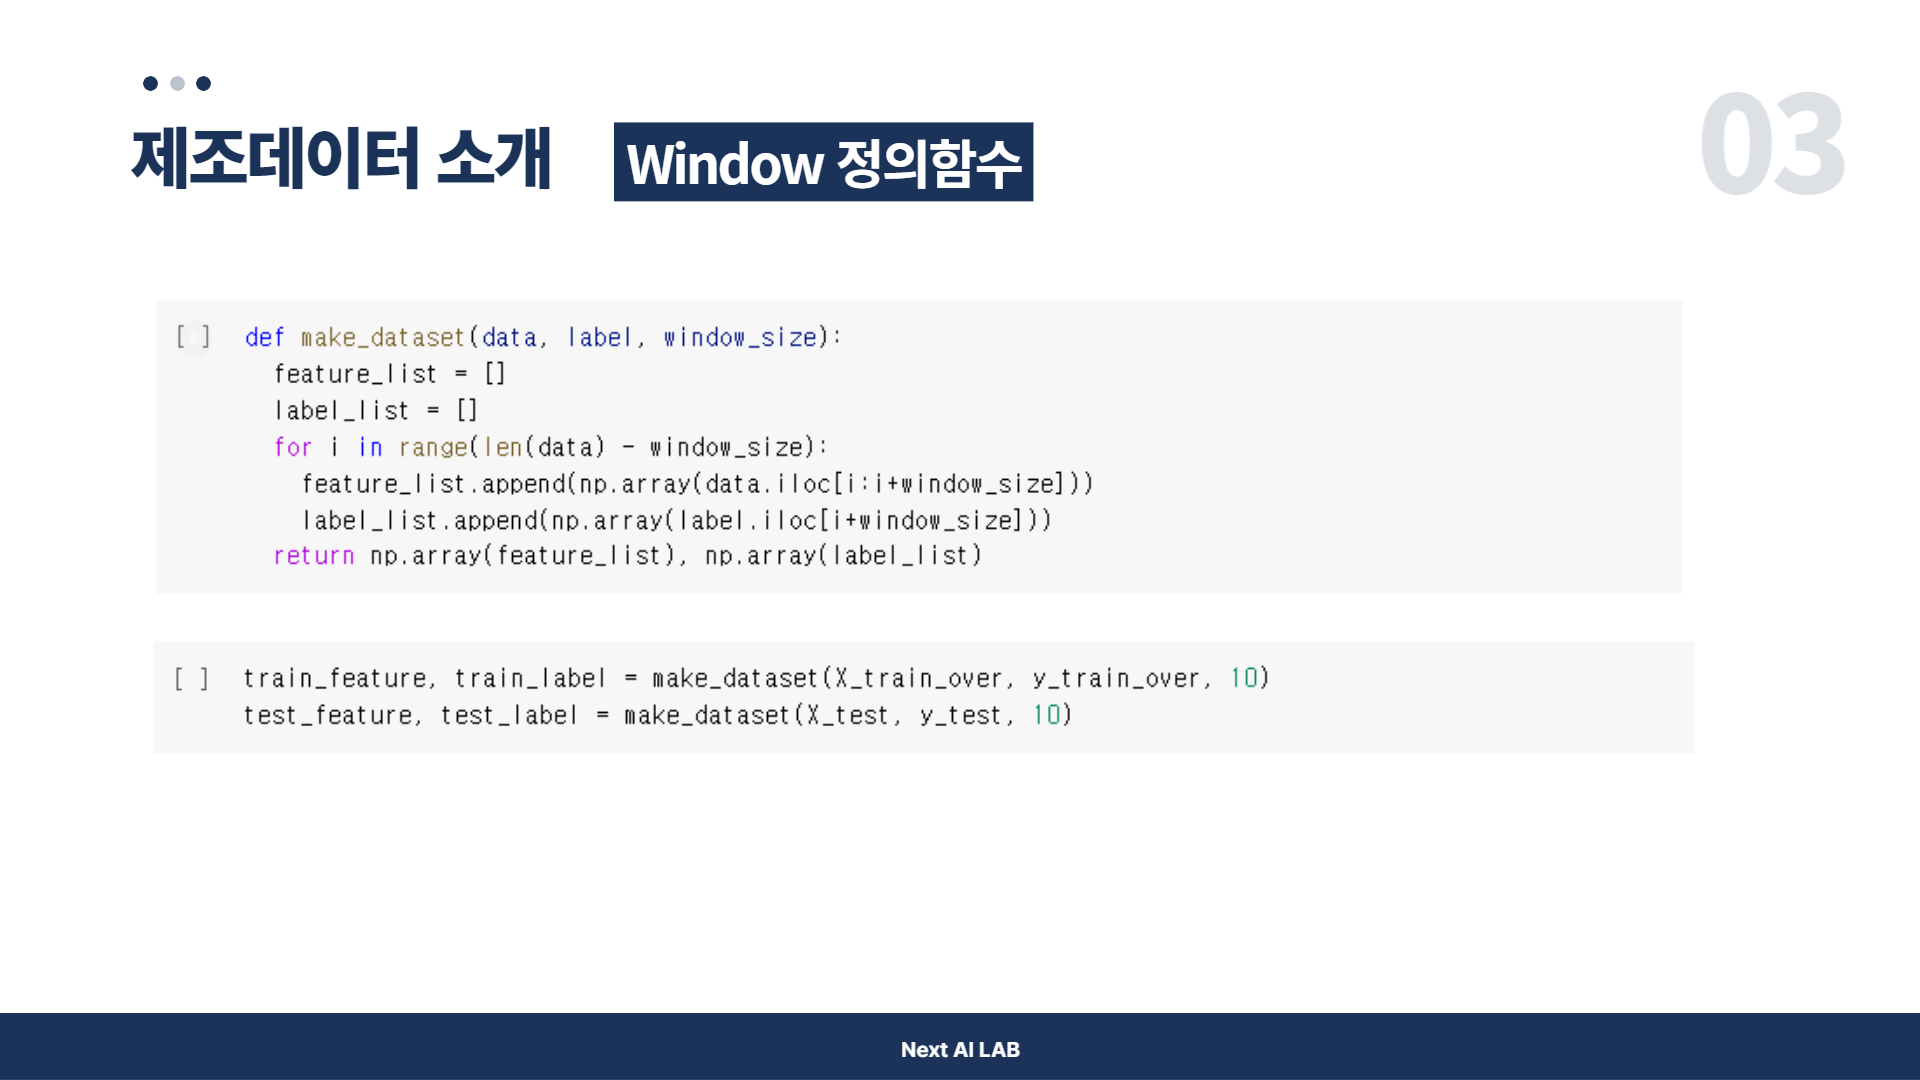 제조데이터 소개
Window 정의함수
03
[ ] def make_dataset(data, label, window_size):
feature_list = []
label_list = []
for i in range(len(data) - window_size):
feature_list.append(np.array(data.iloc[i:i+window_size]))
label_list.append(np.array(label.iloc[i+window_size]))
return np.array(feature_list), np.array(label_list)
[ ] train_feature, train_label = make_dataset(X_train_over, y_train_over, 10)
test_feature, test_label = make_dataset(X_test, y_test, 10)
Next AI LAB